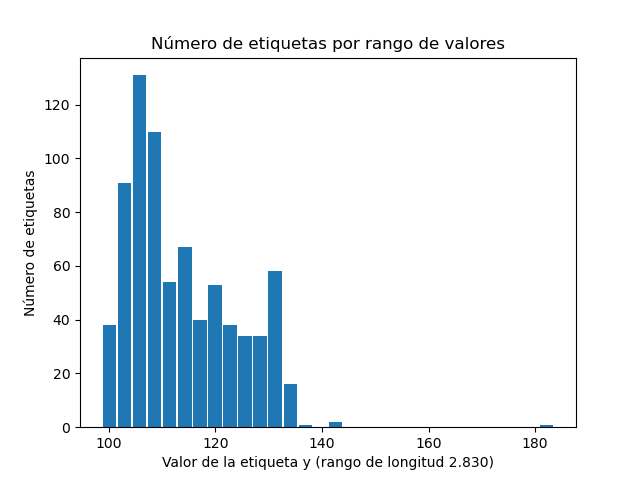 Número de etiquetas por rango de valores
Número de etiquetas
120
100
80
60
40
20
0
100 120 140 160 180
Valor de la etiqueta y (rango de longitud 2.830)